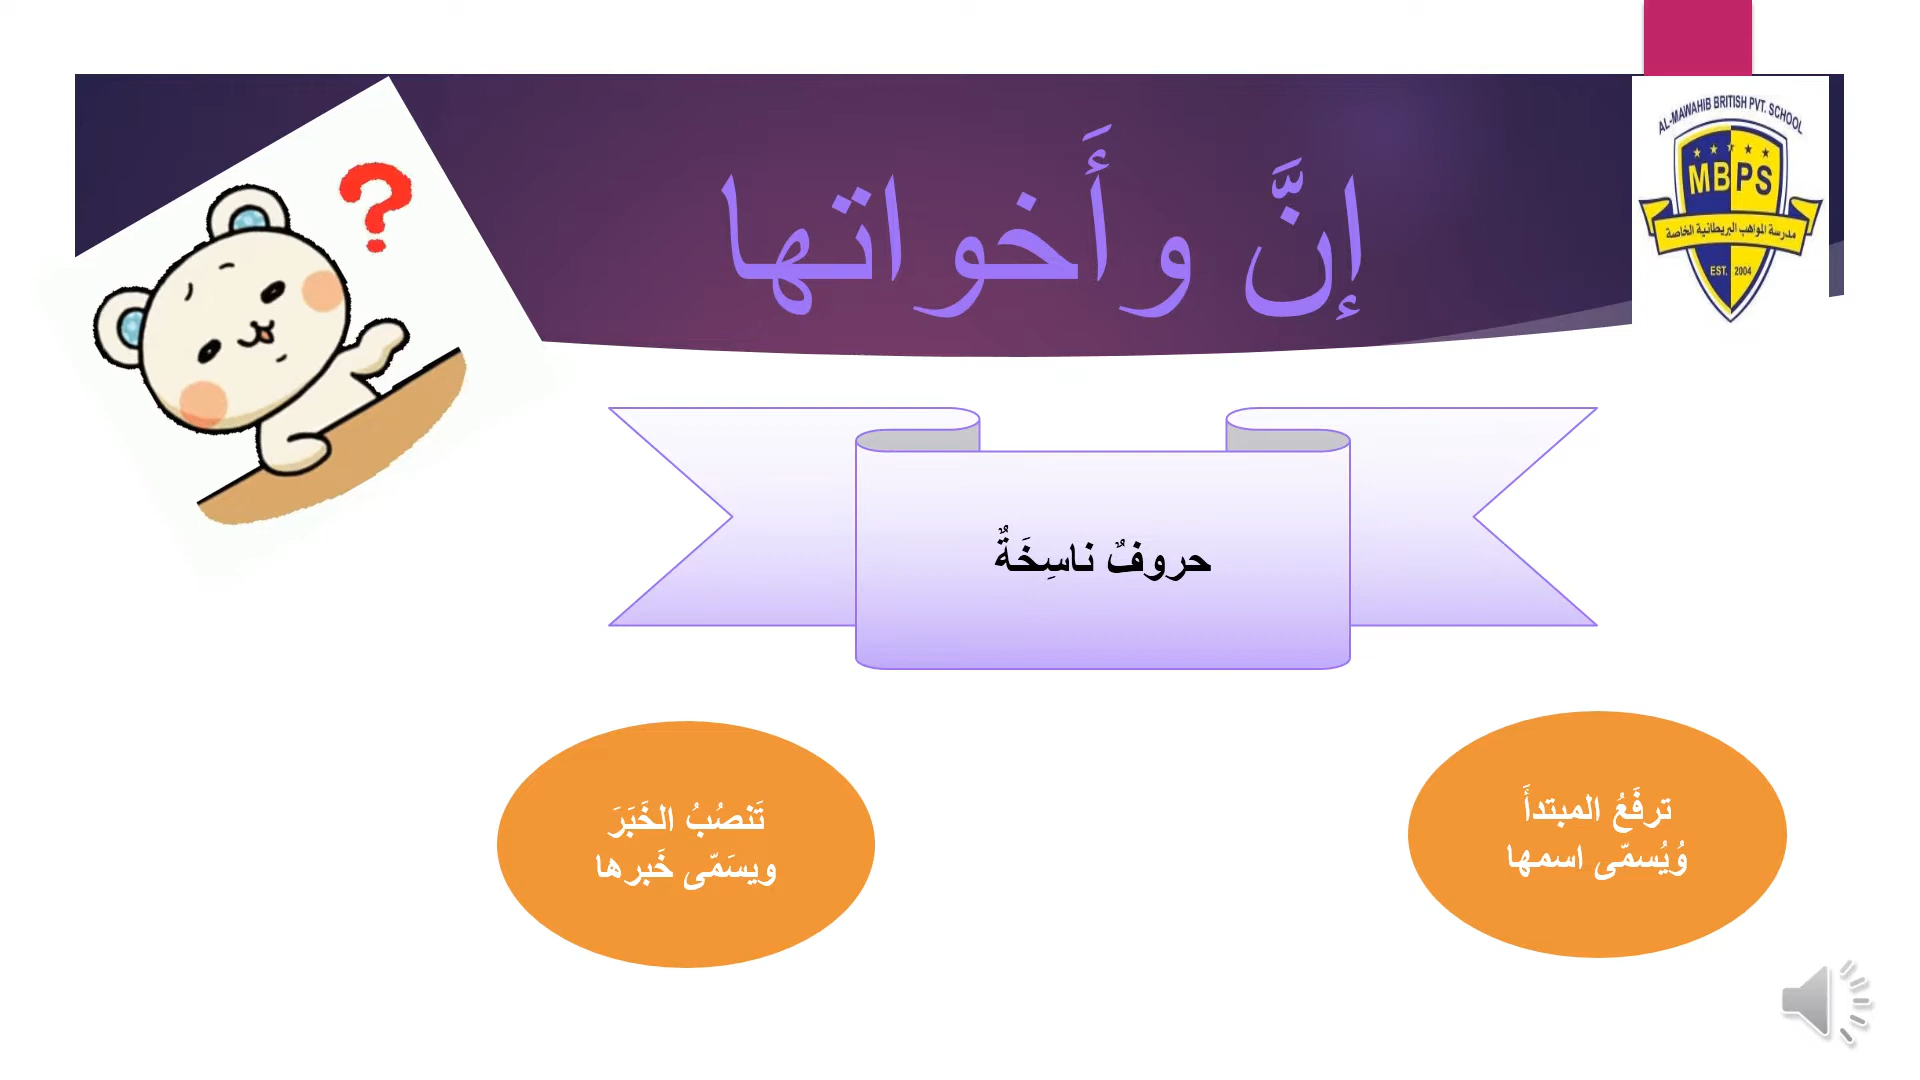 AL-MAWAHIB BRITISH PVT. SCHOOL
MBPS
مدرسة المواهب البريطانية الخاصة
EST. 2004
إنَّ وأَخواتها
?
حروفٌ ناسِخَةٌ
ترفَعُ المبتدأَ
وُيُسمّى اسمها
تَنصُبُ الخَبَرَ
ويسَمّى خَبرها